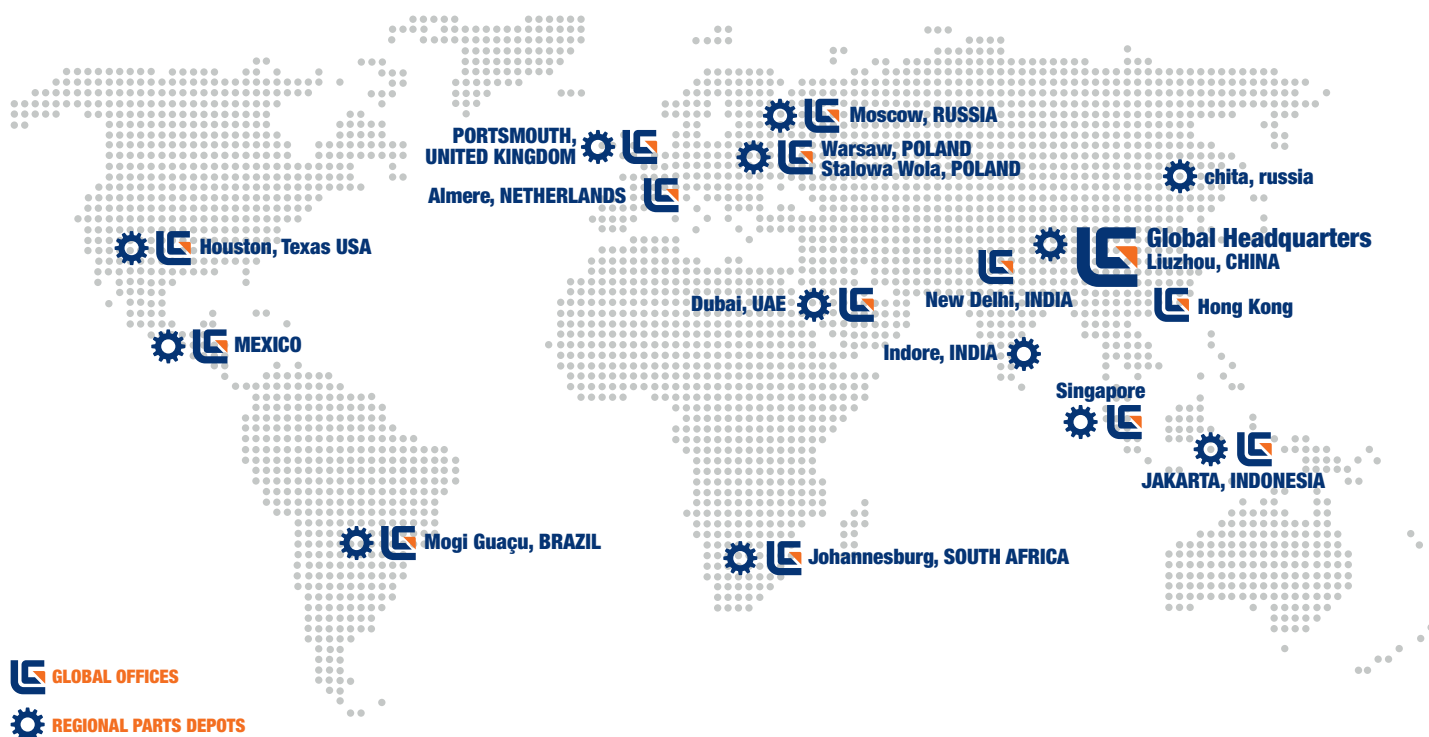 Moscow, RUSSIA
PORTSMOUTH,
UNITED KINGDOM
Warsaw, POLAND
Stalowa Wola, POLAND
chita, russia
Almere, NETHERLANDS
Houston, Texas USA
Global Headquarters
Liuzhou, CHINA
Dubai, UAE
New Delhi, INDIA
Hong Kong
MEXICO
Indore, INDIA
Singapore
JAKARTA, INDONESIA
Mogi Guaçu, BRAZIL
Johannesburg, SOUTH AFRICA
GLOBAL OFFICES
REGIONAL PARTS DEPOTS